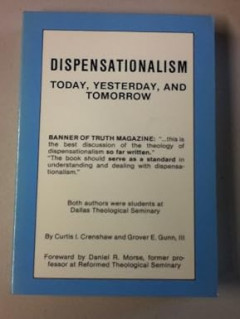 DISPENSATIONALISM
TODAY, YESTERDAY, AND
TOMORROW
BANNER OF TRUTH MAGAZINE: "...this is
the best discussion of the theology of
dispensationalism so far written."
"The book should serve as a standard in
understanding and dealing with dispensa-
tionalism."
Both authors were students at
Dallas Theological Seminary
By Curtis I. Crenshaw and Grover E. Gunn, III
Foreword by Daniel R. Morse, former pro-
fessor at Reformed Theological Seminary